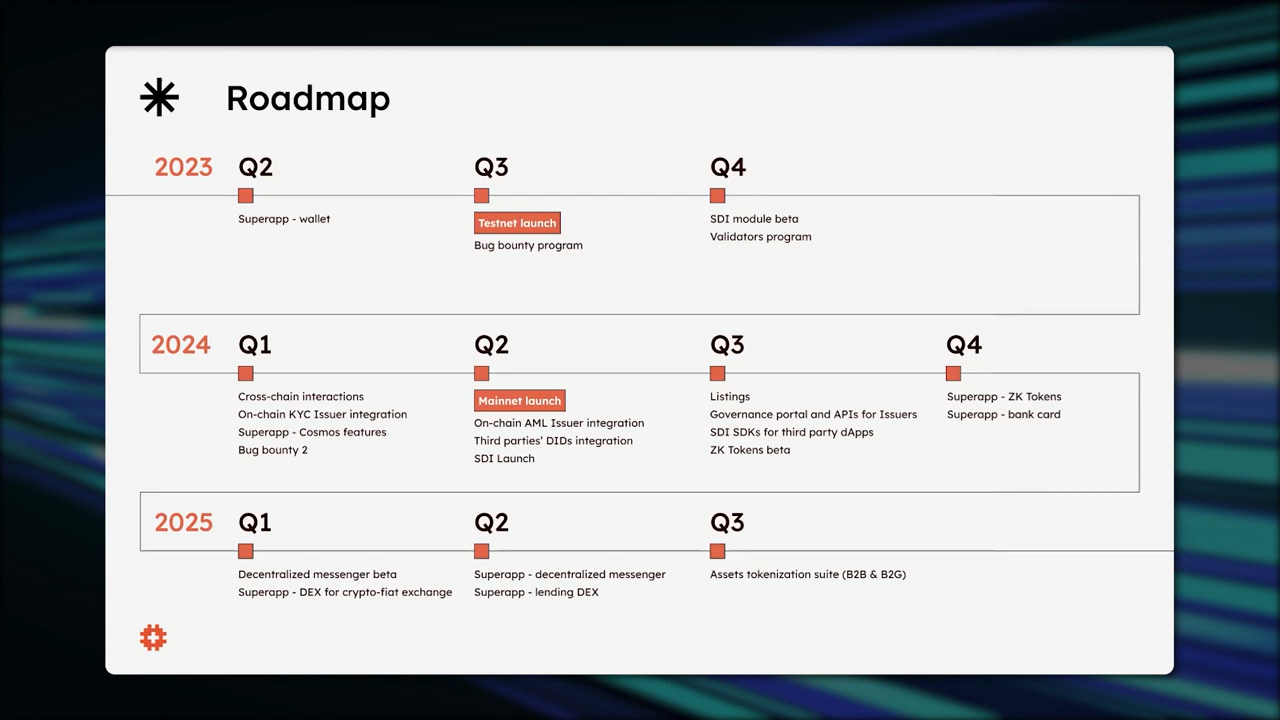 Roadmap
2023
Q2
Superapp - wallet
Q3
Testnet launch
Bug bounty program
Q4
SDI module beta
Validators program
2024
Q1
Cross-chain interactions
On-chain KYC Issuer integration
Superapp - Cosmos features
Bug bounty 2
Q2
Mainnet launch
On-chain AML Issuer integration
Third parties’ DIDs integration
SDI Launch
Q3
Listings
Governance portal and APIs for Issuers
SDI SDKs for third party dApps
ZK Tokens beta
Q4
Superapp - ZK Tokens
Superapp - bank card
2025
Q1
Decentralized messenger beta
Superapp - DEX for crypto-fiat exchange
Q2
Superapp - decentralized messenger
Superapp - lending DEX
Q3
Assets tokenization suite (B2B & B2G)